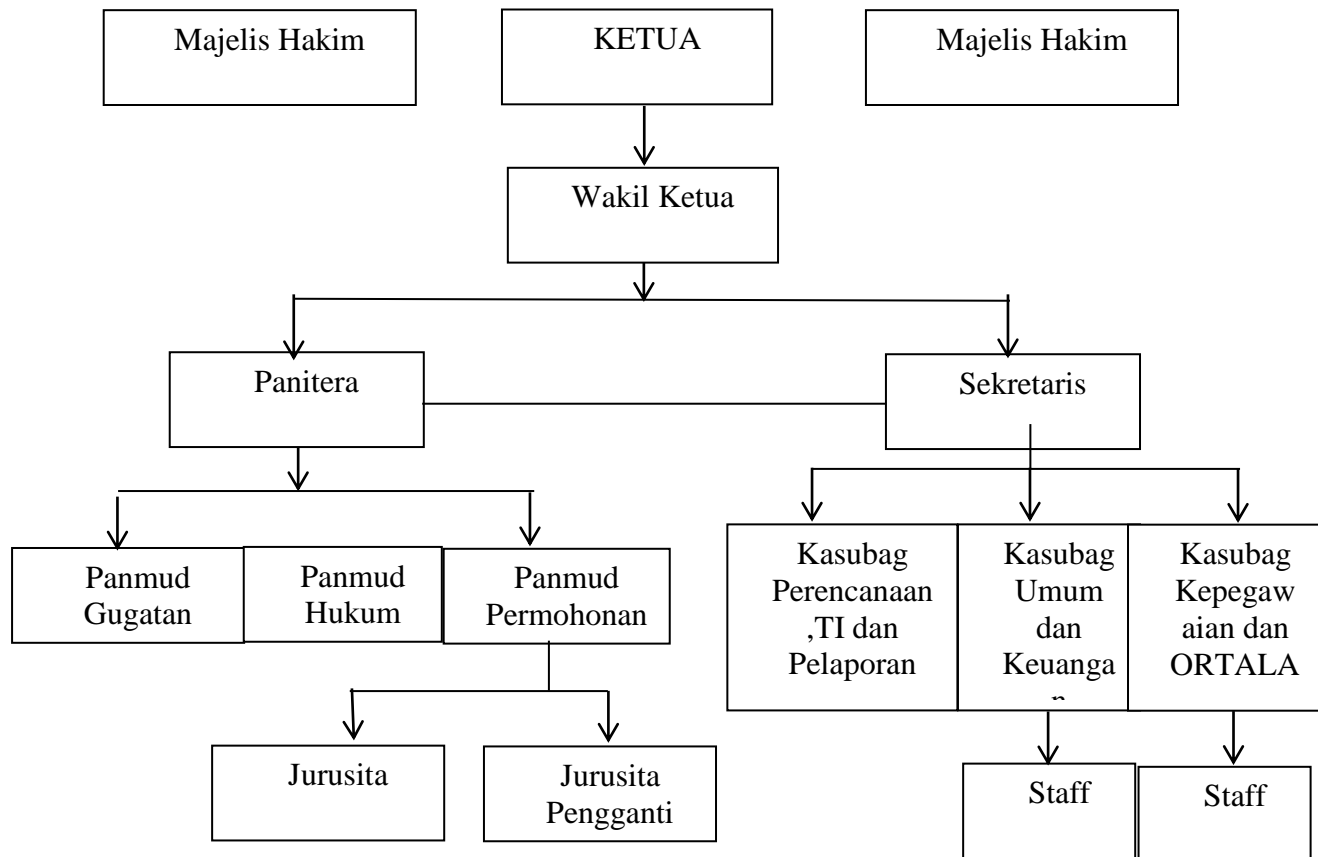 Majelis Hakim
KETUA
Majelis Hakim
Wakil Ketua
Panitera
Sekretaris
Panmud
Gugatan
Panmud
Hukum
Panmud
Permohonan
Kasubag
Perencanaan
,TI dan
Pelaporan
Kasubag
Umum
dan
Keuanga
n
Kasubag
Kepegaw
aian dan
ORTALA
Jurusita
Jurusita
Pengganti
Staff
Staff